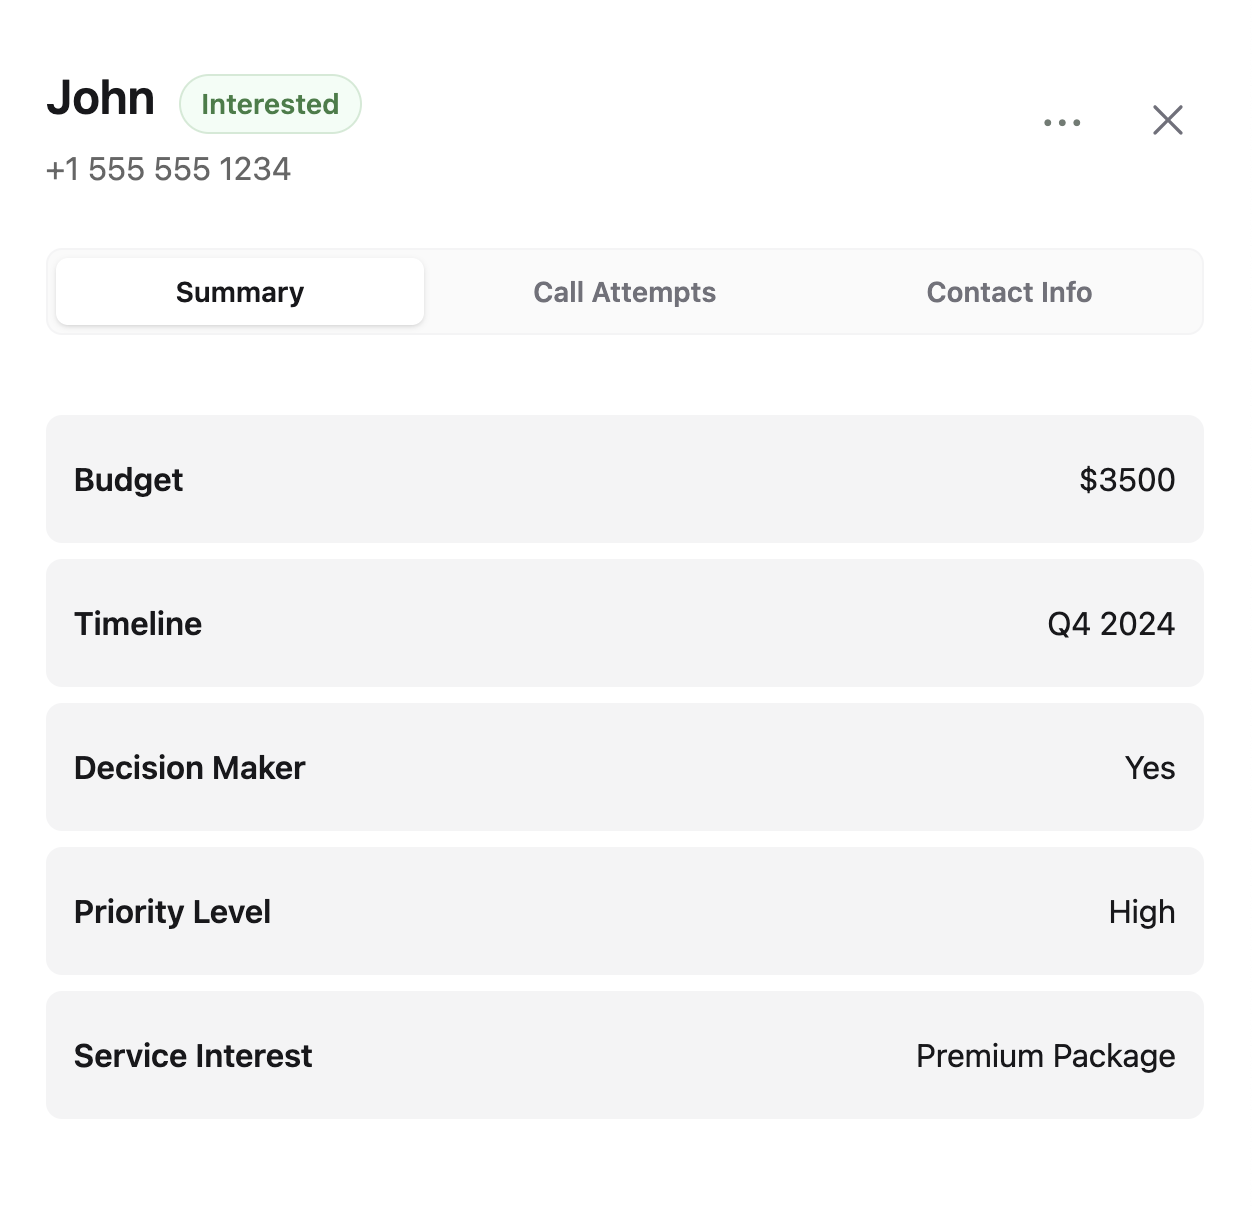 John
Interested
+1 555 555 1234
Summary
Call Attempts
Contact Info
Budget
$3500
Timeline
Q4 2024
Decision Maker
Yes
Priority Level
High
Service Interest
Premium Package